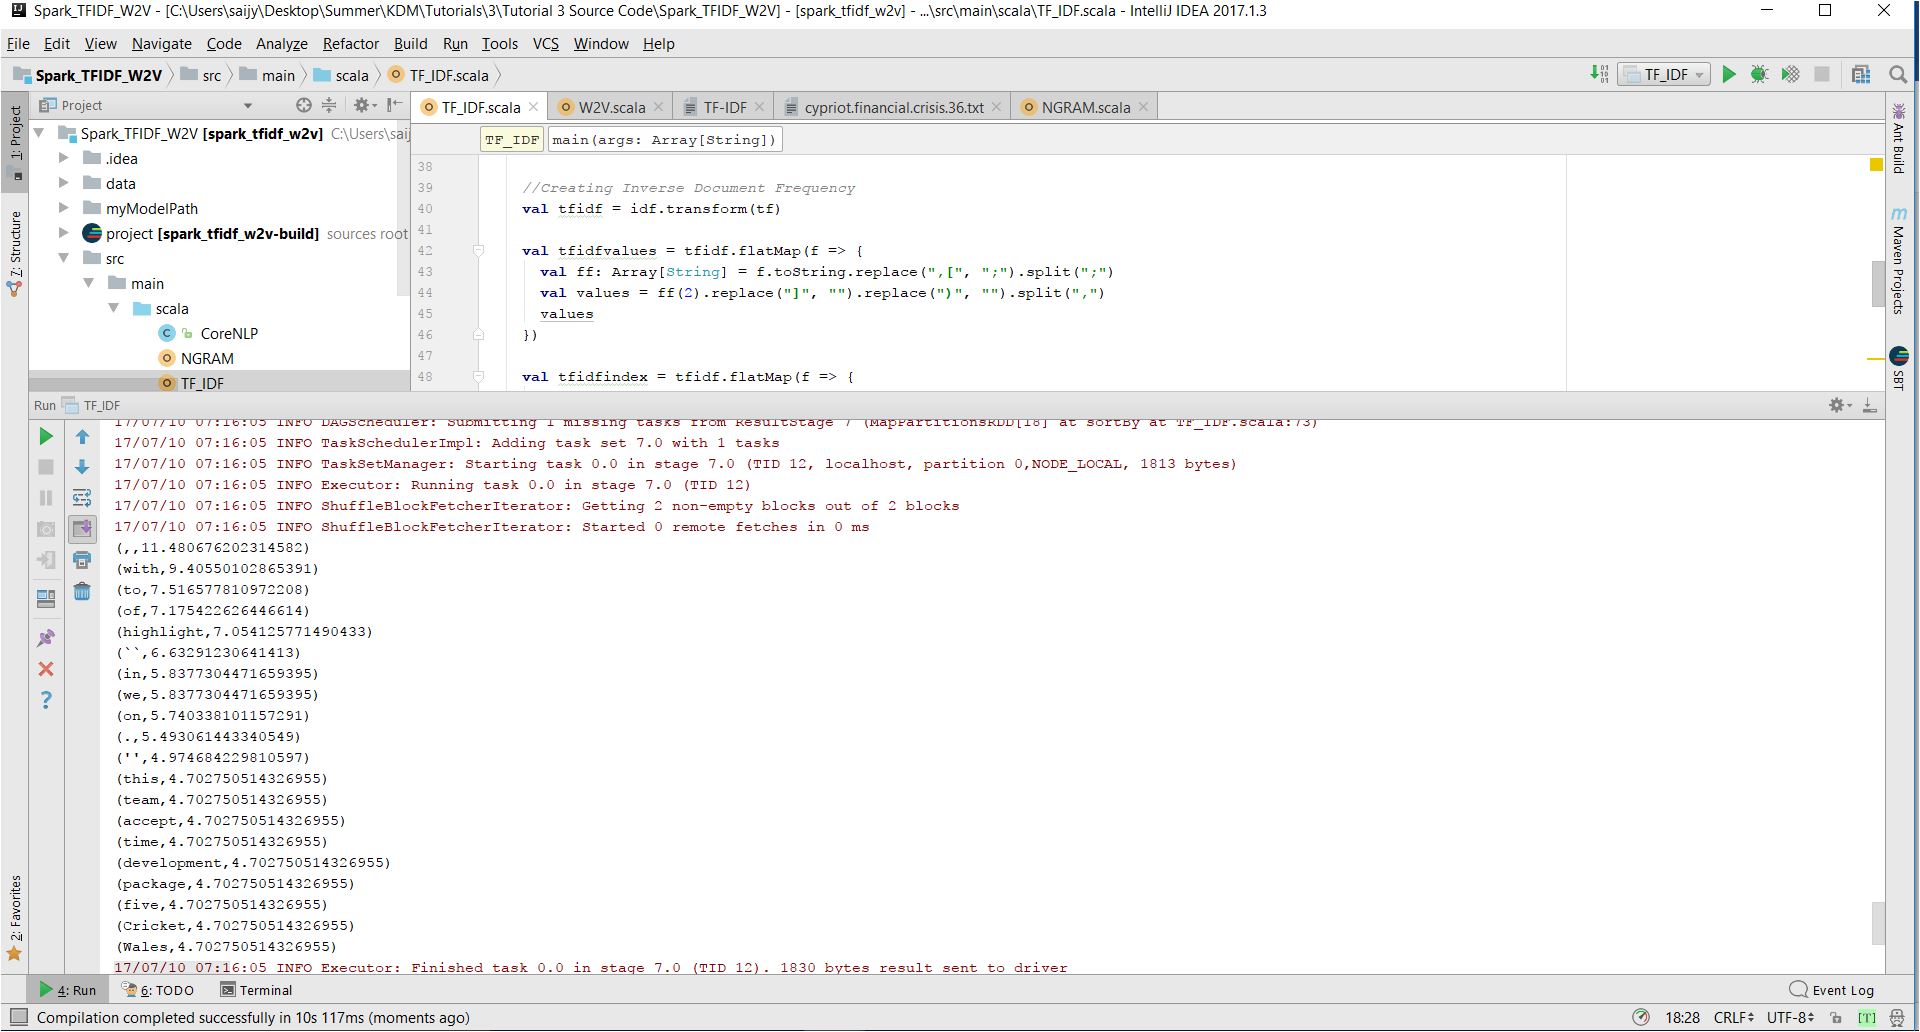 Spark_TFIDF_W2V - [C:\Users\saijy\Desktop\Summer\KDM\Tutorials\3\Tutorial 3 Source Code\Spark_TFIDF_W2V] - [spark_tfidf_w2v] - ...\src\main\scala\TF_IDF.scala - IntelliJ IDEA 2017.1.3
File Edit View Navigate Code Analyze Refactor Build Run Tools VCS Window Help
Spark_TFIDF_W2V src main scala TF_IDF.scala TF_IDF
Project TF_IDF.scala W2V.scala TF-IDF cypriot.financial.crisis.36.txt NGRAM.scala
1: Project
7: Structure
2: Favorites
Spark_TFIDF_W2V [spark_tfidf_w2v] C:\Users\saij
.idea
data
myModelPath
project [spark_tfidf_w2v-build] sources root
src
main
scala
CoreNLP
NGRAM
TF_IDF
TF_IDF main(args: Array[String])
38
39 //Creating Inverse Document Frequency
40 val tfidf = idf.transform(tf)
41
42 val tfidfvalues = tfidf.flatMap(f => {
43 val ff: Array[String] = f.toString.replace(",[", ";").split(";")
44 val values = ff(2).replace("]", "").replace(")", "").split(",")
45 values
46 })
47
48 val tfidfindex = tfidf.flatMap(f => {
Ant Build
Maven Projects
SBT
Run TF_IDF
17/07/10 07:16:05 INFO DAGScheduler: Submitting 1 missing tasks from ResultStage 7 (MapPartitionsRDD[18] at sortBy at TF_IDF.scala:73)
17/07/10 07:16:05 INFO TaskSchedulerImpl: Adding task set 7.0 with 1 tasks
17/07/10 07:16:05 INFO TaskSetManager: Starting task 0.0 in stage 7.0 (TID 12, localhost, partition 0,NODE_LOCAL, 1813 bytes)
17/07/10 07:16:05 INFO Executor: Running task 0.0 in stage 7.0 (TID 12)
17/07/10 07:16:05 INFO ShuffleBlockFetcherIterator: Getting 2 non-empty blocks out of 2 blocks
17/07/10 07:16:05 INFO ShuffleBlockFetcherIterator: Started 0 remote fetches in 0 ms
(,,11.480676202314582)
(with,9.40550102865391)
(to,7.516577810972208)
(of,7.175422626446614)
(highlight,7.054125771490433)
(``,6.63291230641413)
(in,5.8377304471659395)
(we,5.8377304471659395)
(on,5.740338101157291)
(.,5.493061443340549)
('',4.974684229810597)
(this,4.702750514326955)
(team,4.702750514326955)
(accept,4.702750514326955)
(time,4.702750514326955)
(development,4.702750514326955)
(package,4.702750514326955)
(five,4.702750514326955)
(Cricket,4.702750514326955)
(Wales,4.702750514326955)
17/07/10 07:16:05 INFO Executor: Finished task 0.0 in stage 7.0 (TID 12). 1830 bytes result sent to driver
4: Run 6: TODO Terminal Event Log
Compilation completed successfully in 10s 117ms (moments ago) 18:28 CRLF UTF-8 [T]